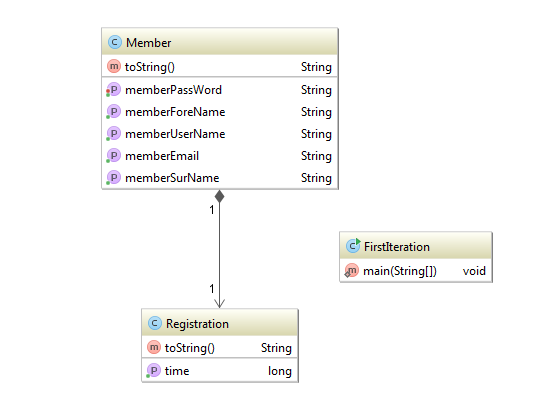 C Member
m toString() String
P memberPassWord String
P memberForeName String
P memberUserName String
P memberEmail String
P memberSurName String
1
C FirstIteration
m main(String[]) void
1
C Registration
m toString() String
P time long